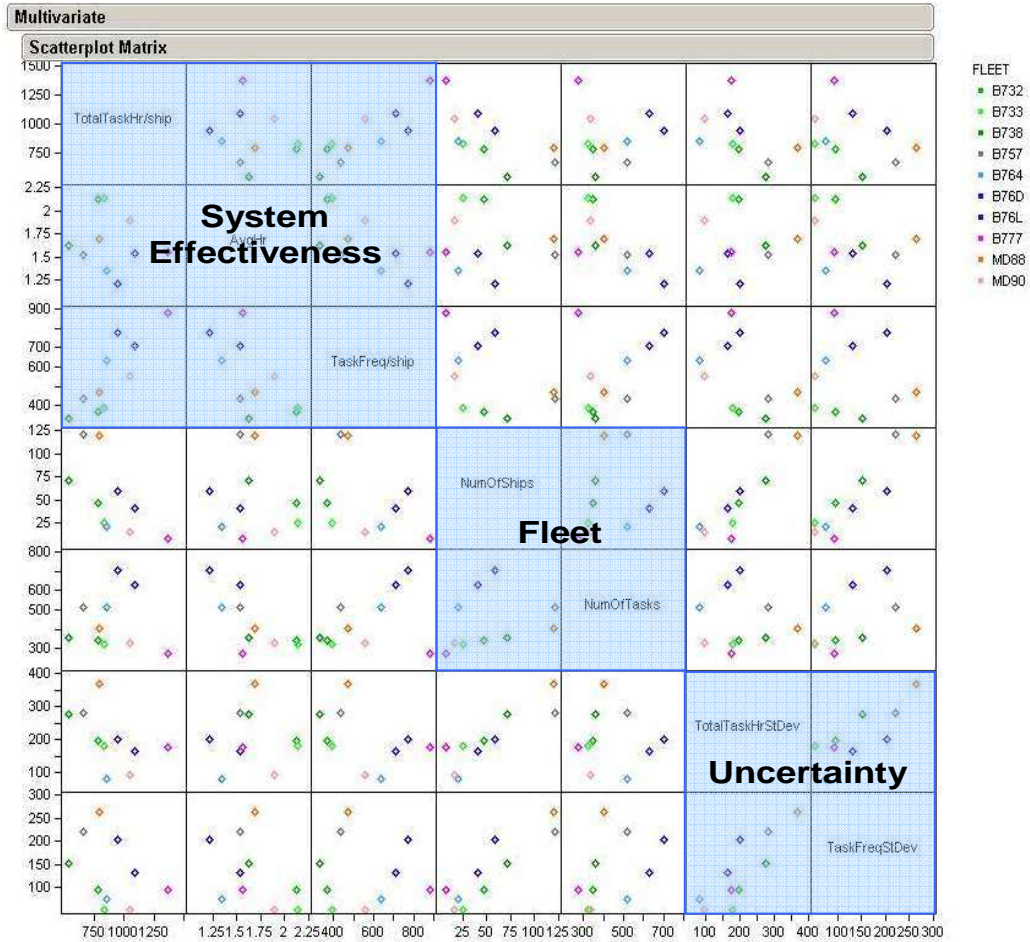 Multivariate
Scatterplot Matrix
FLEET
B732
B733
B738
B757
B764
B76D
B76L
B777
MD88
MD90
1500
1250
1000
750
TotalTaskHr/ship
2.25
2
1.75
1.5
1.25
System
Effectiveness
AvgHr
900
700
600
400
TaskFreq/ship
125
100
75
50
25
NumOfShips
Fleet
800
600
500
300
NumOfTasks
400
300
200
100
TotalTaskHrStDev
Uncertainty
300
250
200
150
100
TaskFreqStDev
750 1000 1250 1.25 1.5 1.75 2 2.25 400 600 800 25 50 75 100 125 300 500 700 100 200 300 400 50 100 150 200 250 300